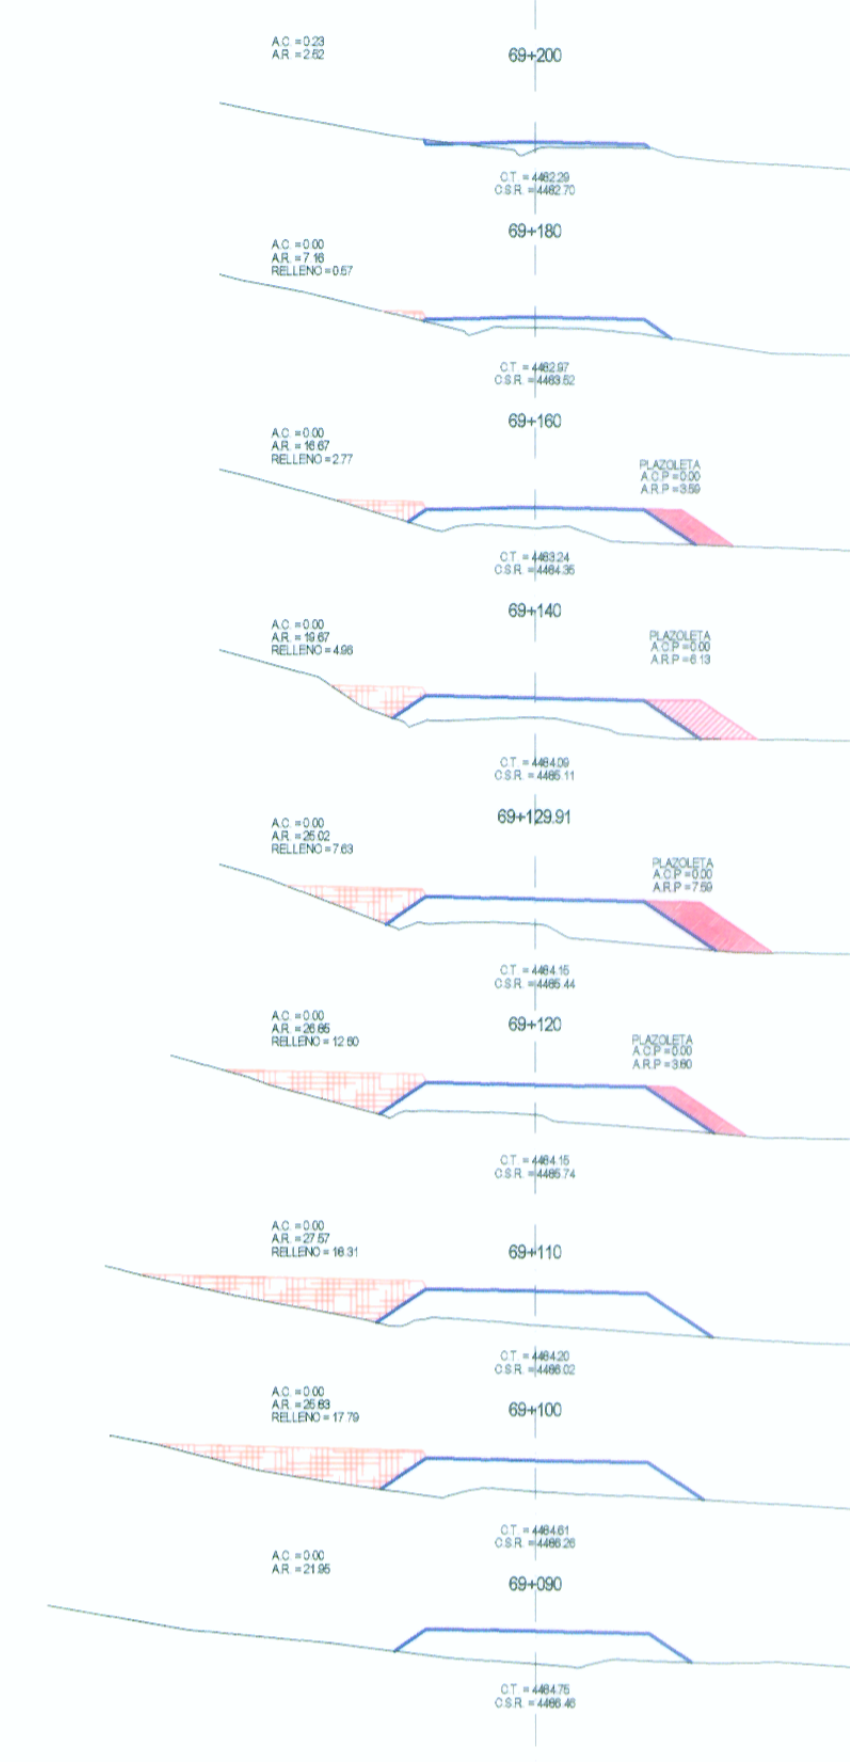 A.C. =0.23
A.R. =2.52
69+200
C.T. = 4482.29
C.S.R. =4482.70
69+180
A.C. =0.00
A.R. =7.16
RELLENO =0.57
C.T. = 4482.97
C.S.R. =4483.52
69+160
A.C. =0.00
A.R. = 16.67
RELLENO =2.77
PLAZOLETA
A.C.P =0.00
A.R.P =3.59
C.T. = 4483.24
C.S.R. =4484.35
69+140
A.C. =0.00
A.R. = 19.67
RELLENO =4.96
PLAZOLETA
A.C.P =0.00
A.R.P =6.13
C.T. = 4484.09
C.S.R. =4485.11
69+129.91
A.C. =0.00
A.R. =25.02
RELLENO =7.63
PLAZOLETA
A.C.P =0.00
A.R.P =7.59
C.T. = 4484.15
C.S.R. =4485.44
69+120
A.C. =0.00
A.R. =26.65
RELLENO = 12.60
PLAZOLETA
A.C.P =0.00
A.R.P =3.80
C.T. = 4484.15
C.S.R. =4485.74
69+110
A.C. =0.00
A.R. =27.57
RELLENO = 16.31
C.T. = 4484.20
C.S.R. =4486.02
69+100
A.C. =0.00
A.R. =25.83
RELLENO = 17.79
C.T. = 4484.61
C.S.R. =4486.26
69+090
A.C. =0.00
A.R. =21.95
C.T. = 4484.75
C.S.R. =4486.46